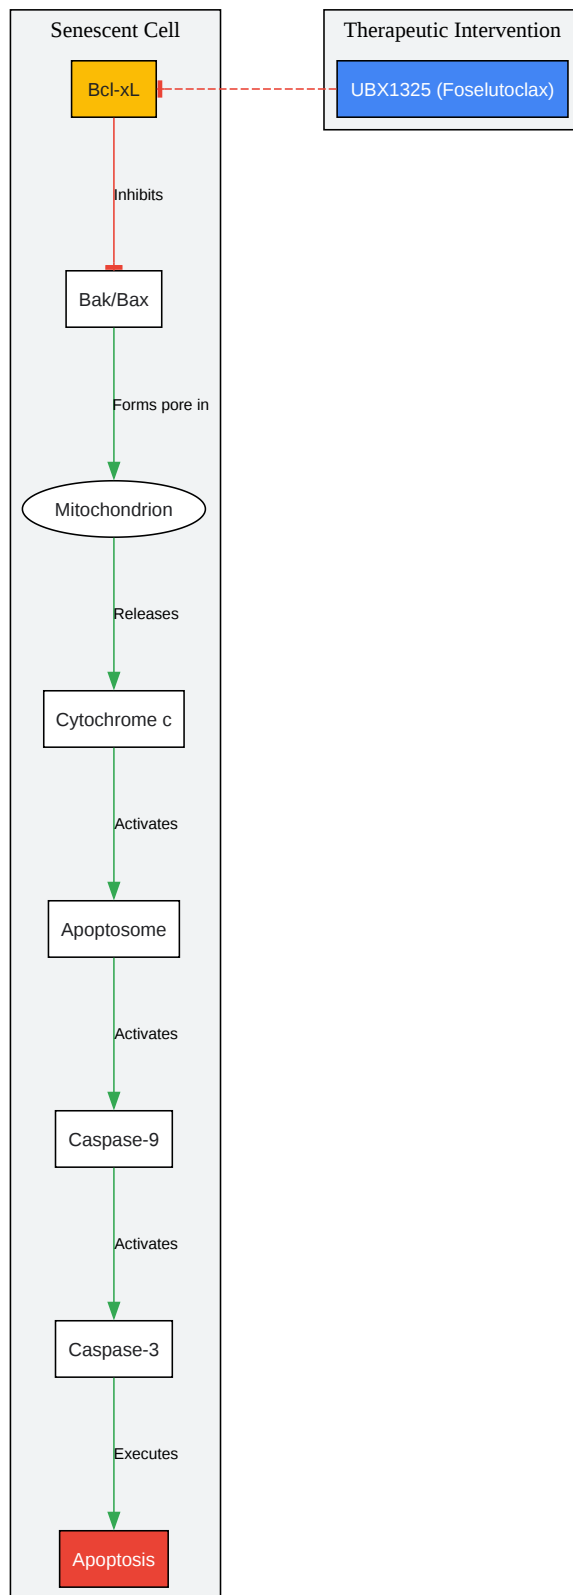 Senescent Cell
Therapeutic Intervention
Bcl-xL
UBX1325 (Foselutoclax)
Inhibits
Bak/Bax
Forms pore in
Mitochondrion
Releases
Cytochrome c
Activates
Apoptosome
Activates
Caspase-9
Activates
Caspase-3
Executes
Apoptosis